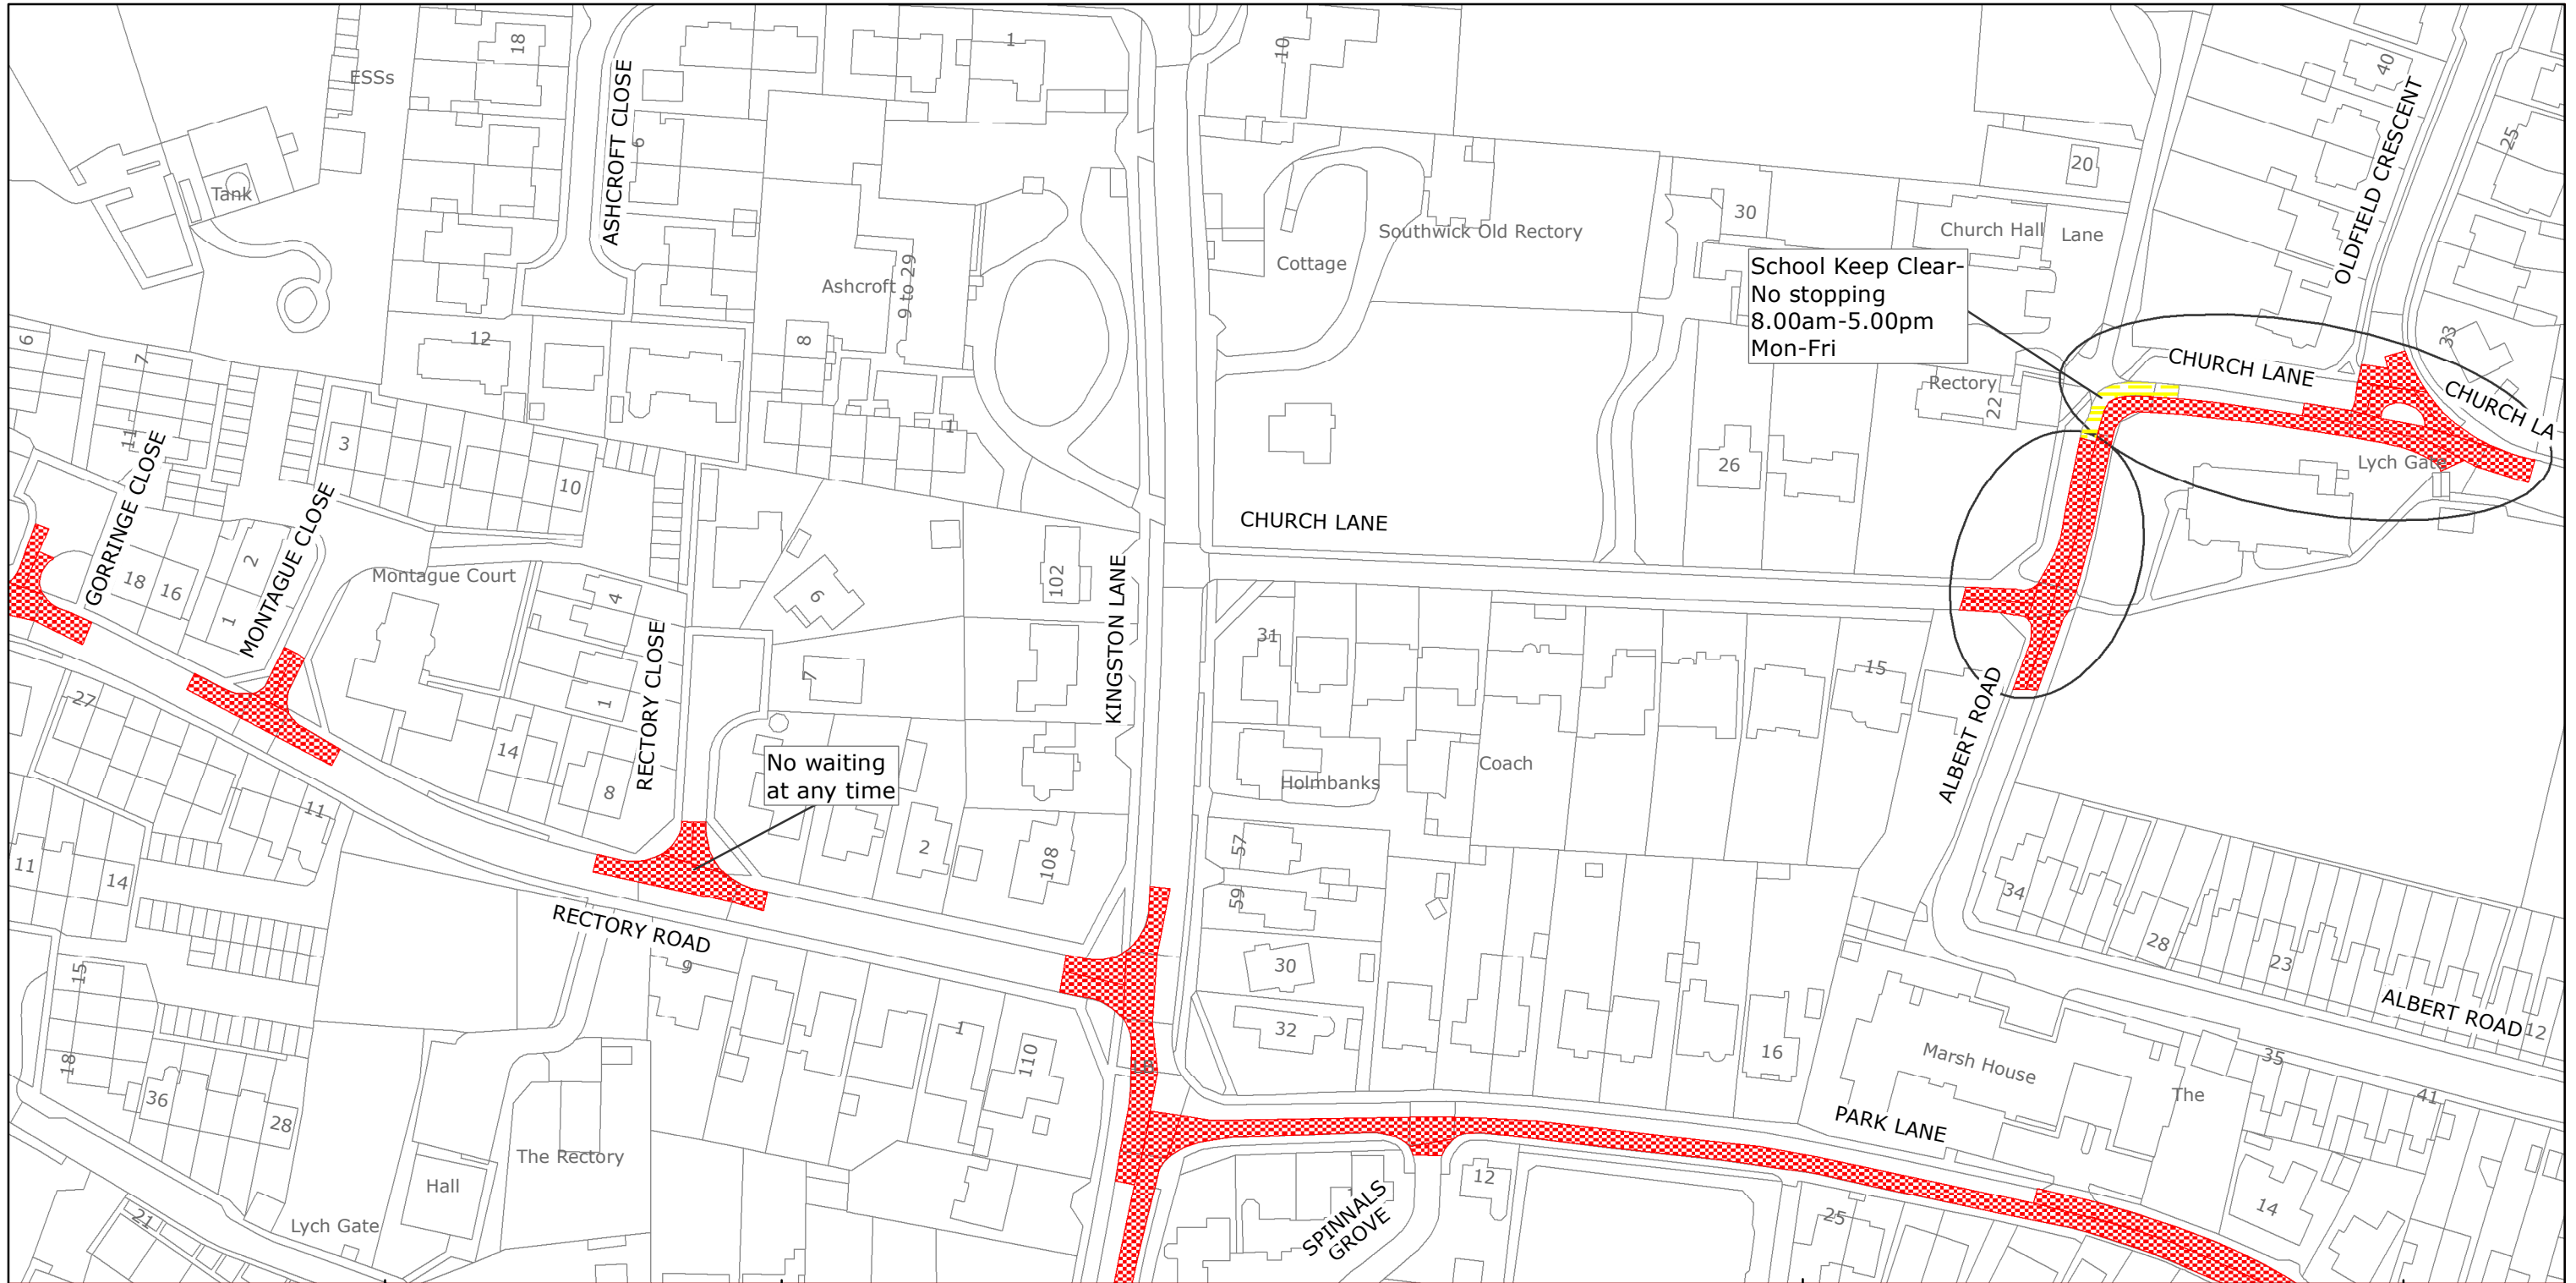 18
ESSs
ASHCROFT CLOSE
6
1
10
40
OLDFIELD CRESCENT
25
20
Tank
30
Southwick Old Rectory
Church Hall
Lane
Cottage
Ashcroft
9 to 29
School Keep Clear-
No stopping
8.00am-5.00pm
Mon-Fri
6
7
12
8
33
CHURCH LANE
CHURCH LA
Rectory
22
11
3
1
10
26
Lych Gate
GORRINGE CLOSE
MONTAGUE CLOSE
CHURCH LANE
2
18
16
1
Montague Court
4
6
102
KINGSTON LANE
RECTORY CLOSE
31
15
7
1
27
14
8
ALBERT ROAD
No waiting
at any time
Holmbanks
Coach
11
11
14
2
108
57
59
34
28
23
RECTORY ROAD
9
30
32
15
18
36
28
1
110
16
Marsh House
The
ALBERT ROAD
12
35
41
PARK LANE
The Rectory
Hall
Lych Gate
21
SPINNALS
GROVE
12
25
14